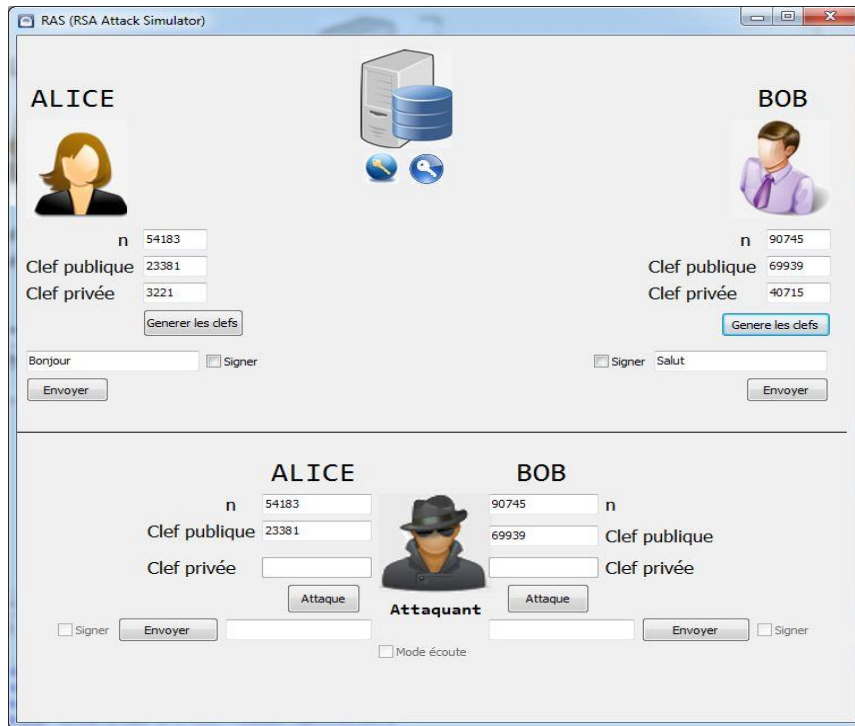 RAS (RSA Attack Simulator)
ALICE
BOB
n 54183
n 90745
Clef publique 23381
Clef publique 69939
Clef privée 3221
Clef privée 40715
Generer les clefs
Genere les clefs
Bonjour Signer
Signer Salut
Envoyer
Envoyer
ALICE BOB
n 54183
90745 n
Clef publique 23381
69939 Clef publique
Clef privée
Clef privée
Attaque
Attaquant
Attaque
Signer Envoyer
Envoyer Signer
Mode écoute